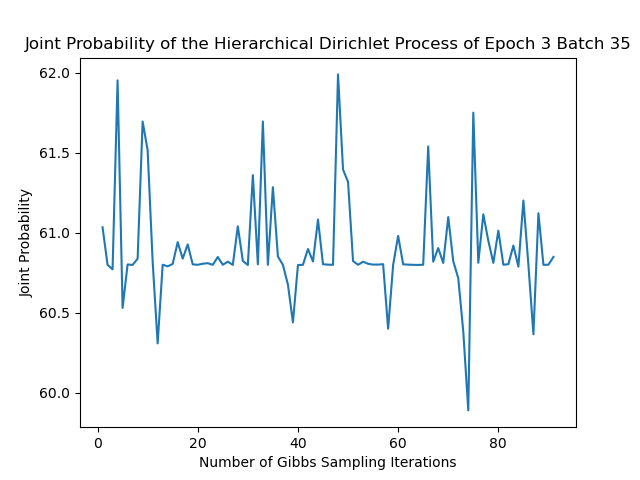 Joint Probability of the Hierarchical Dirichlet Process of Epoch 3 Batch 35
62.0
61.5
61.0
60.5
60.0
Joint Probability
0 20 40 60 80
Number of Gibbs Sampling Iterations